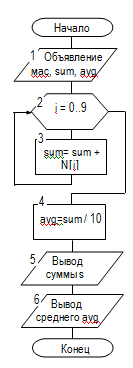 Начало
1 Объявление
мас, sum, avg
2
i = 0..9
3
sum= sum +
N[i]
4
avg=sum / 10
5 Вывод
суммы s
6 Вывод
среднего avg
Конец